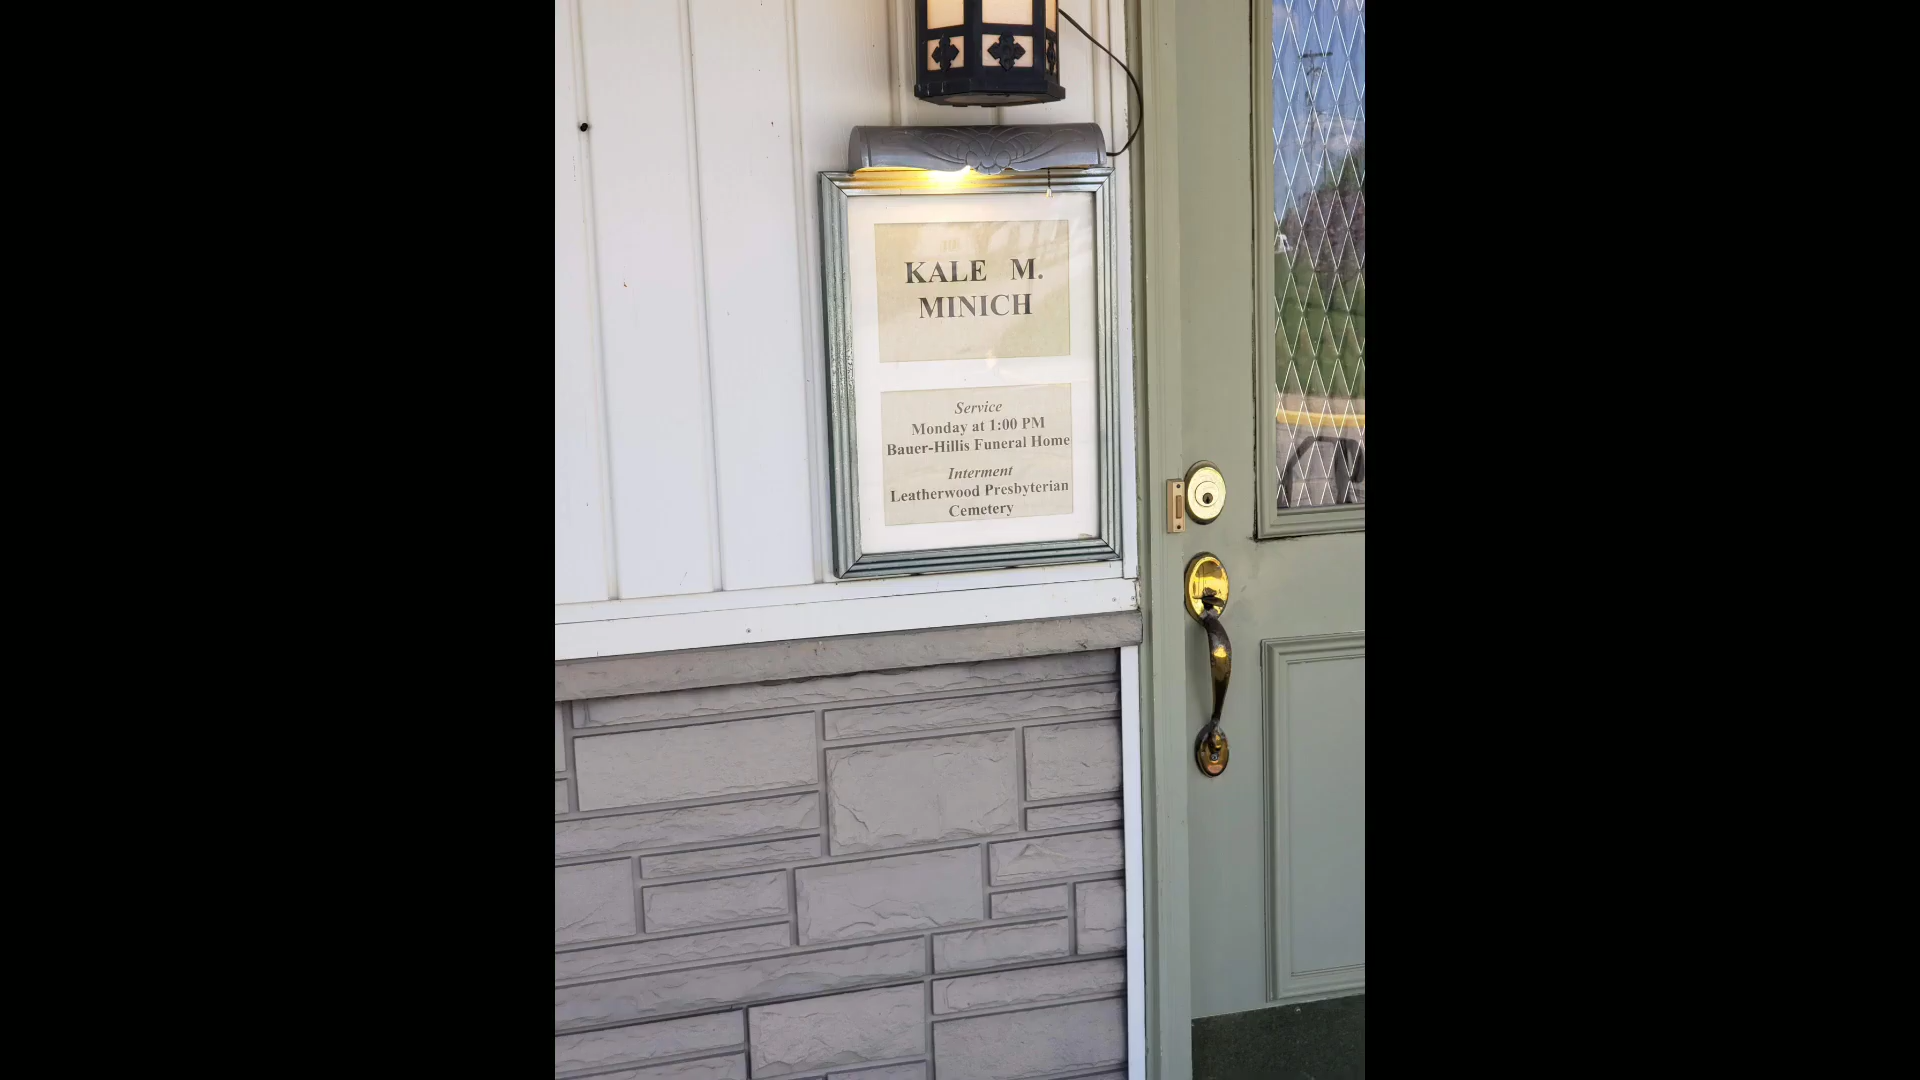 KALE M.
MINICH
Service
Monday at 1:00 PM
Bauer-Hillis Funeral Home
Interment
Leatherwood Presbyterian
Cemetery